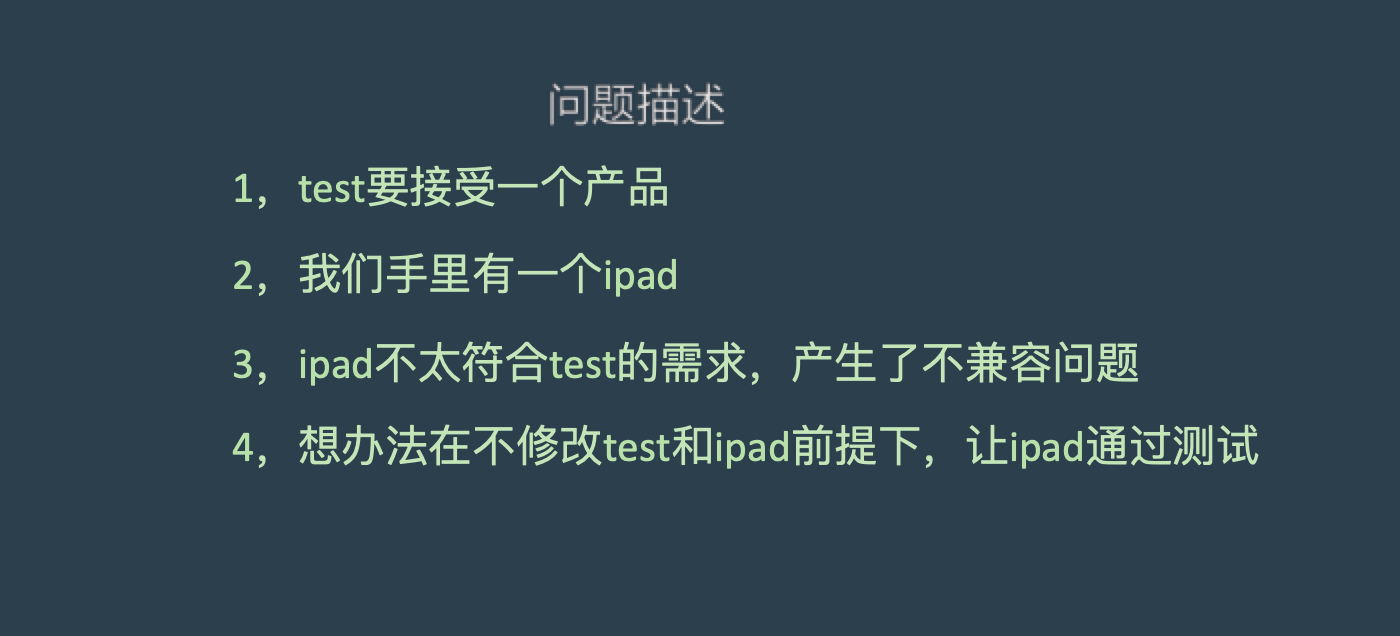 问题描述
1，test要接受一个产品
2，我们手里有一个ipad
3，ipad不太符合test的需求，产生了不兼容问题
4，想办法在不修改test和ipad前提下，让ipad通过测试